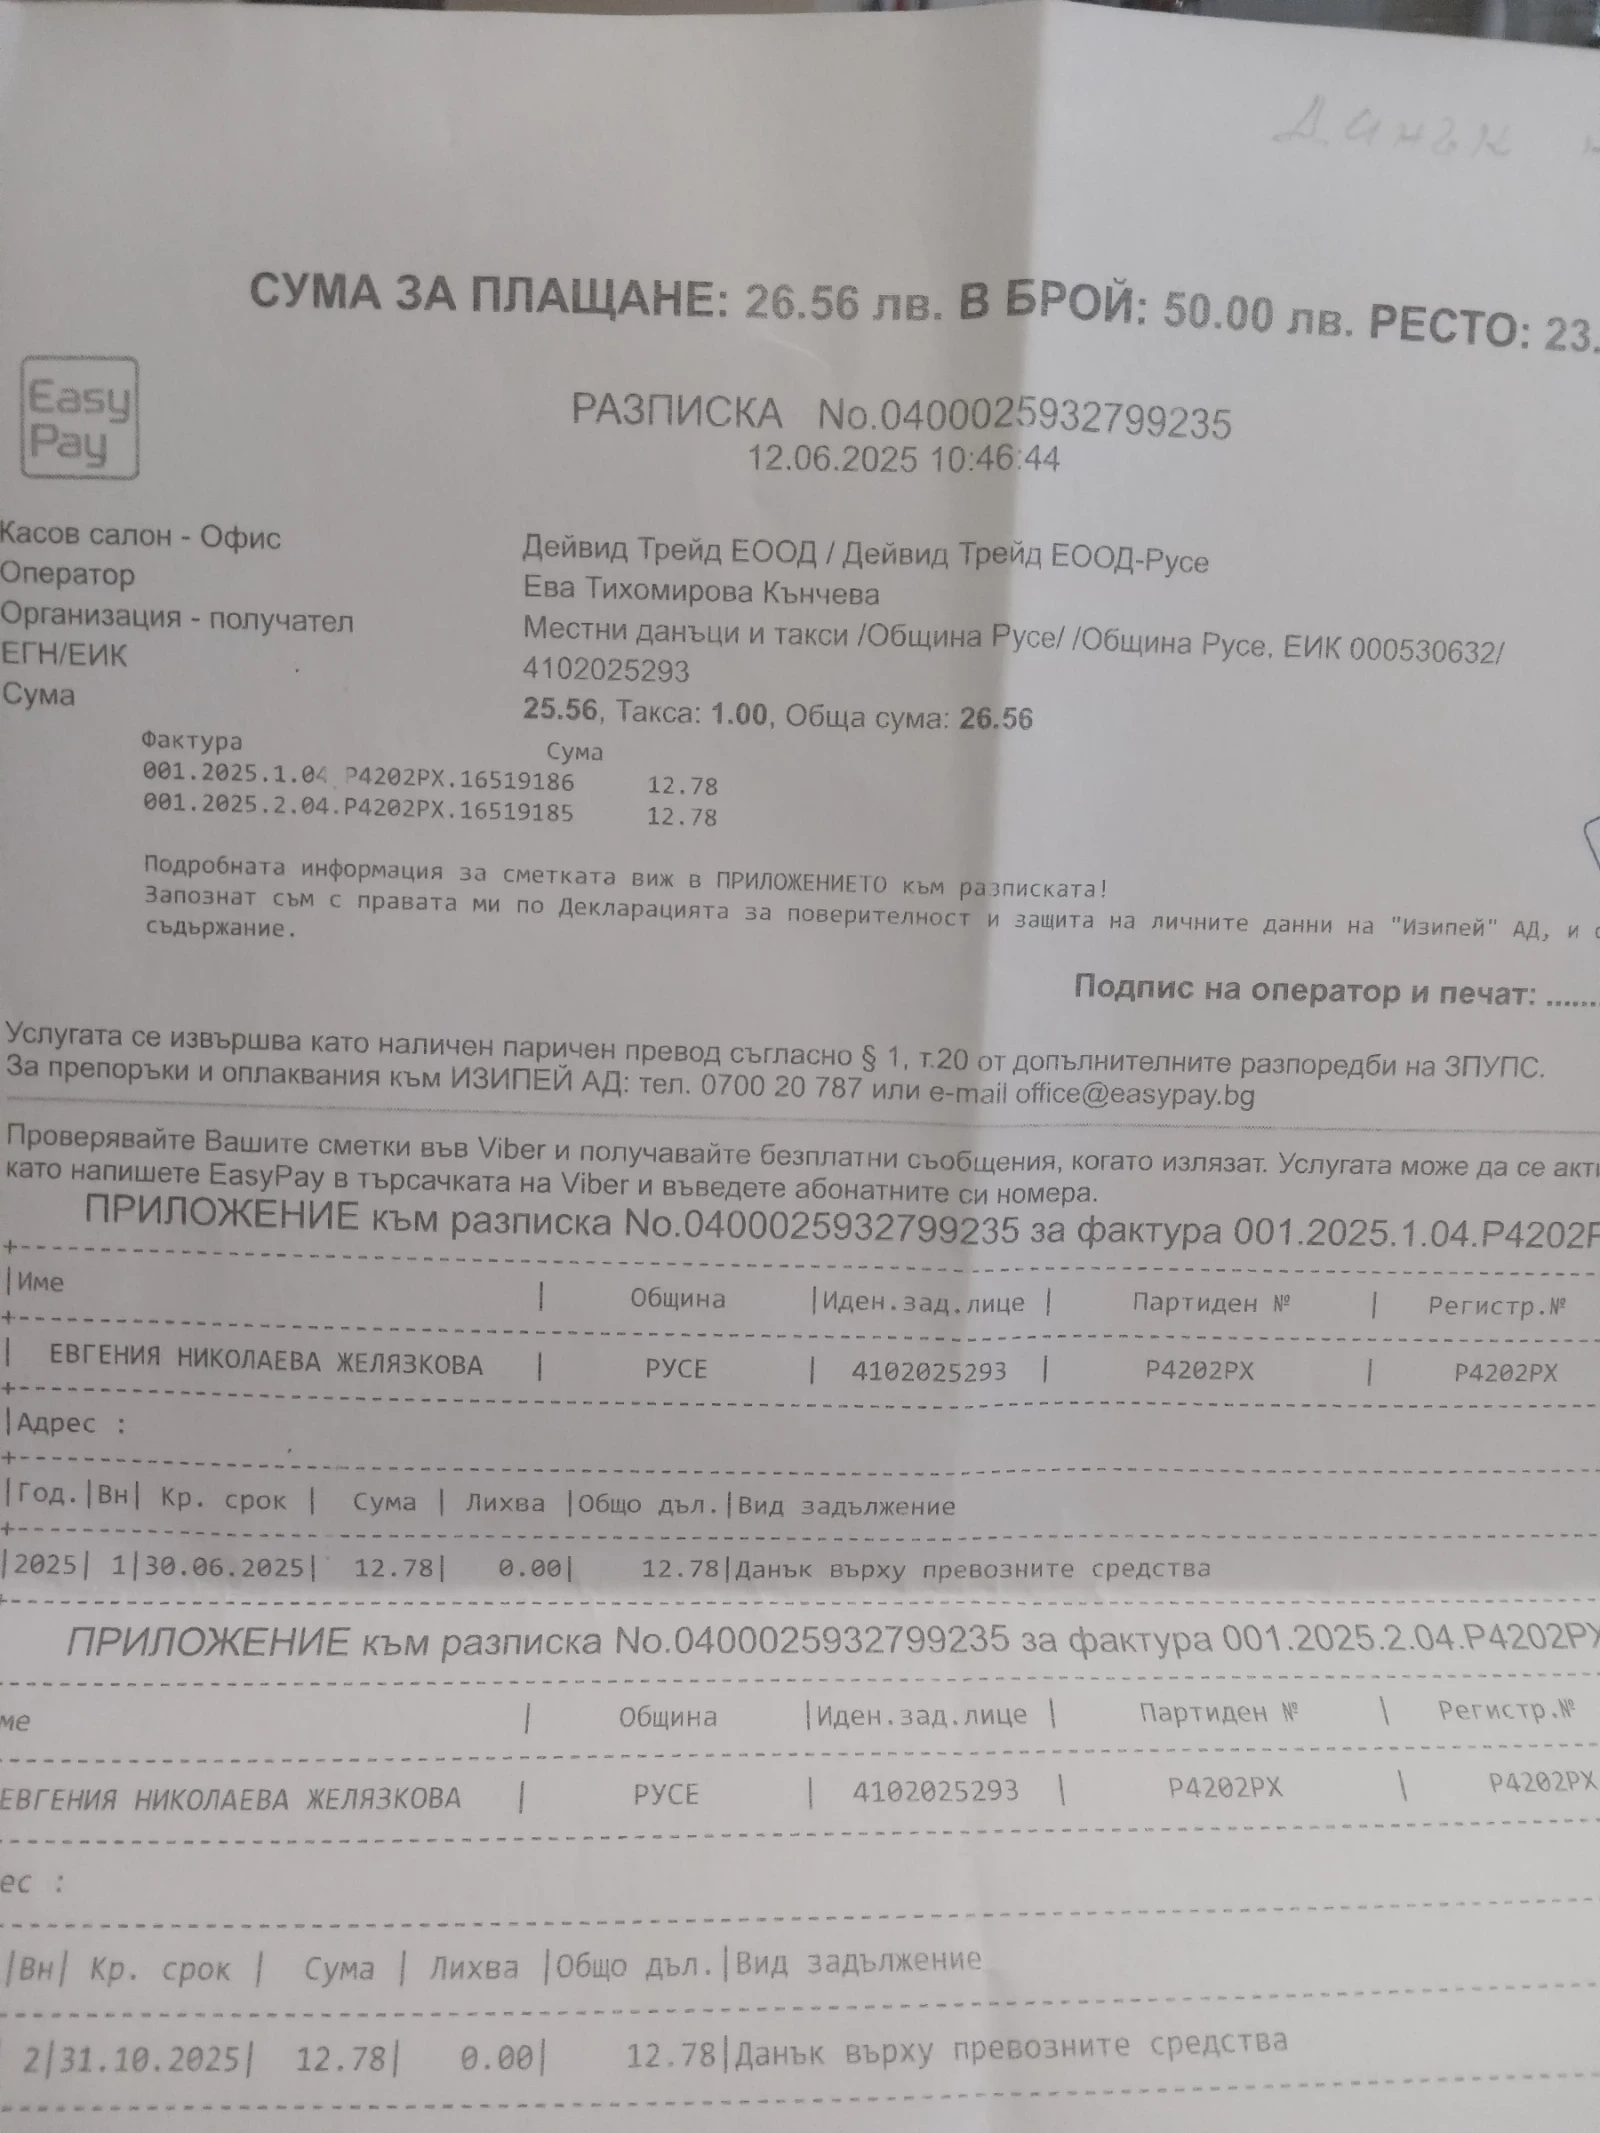 Данък
СУМА ЗА ПЛАЩАНЕ: 26.56 лв. В БРОЙ: 50.00 лв. РЕСТО: 23.
Easy
Pay
РАЗПИСКА No.0400025932799235
12.06.2025 10:46:44
Касов салон - Офис Дейвид Трейд ЕООД / Дейвид Трейд ЕООД-Русе
Оператор Ева Тихомирова Кънчева
Организация - получател Местни данъци и такси /Община Русе/ /Община Русе, ЕИК 000530632/
ЕГН/ЕИК 4102025293
Сума 25.56, Такса: 1.00, Обща сума: 26.56
Фактура Сума
001.2025.1.04 P4202PX.16519186 12.78
001.2025.2.04.P4202PX.16519185 12.78
Подробната информация за сметката виж в ПРИЛОЖЕНИЕТО към разписката!
Запознат съм с правата ми по Декларацията за поверителност и защита на личните данни на "Изипей" АД, и с
съдържание.
Подпис на оператор и печат: ......
Услугата се извършва като наличен паричен превод съгласно § 1, т.20 от допълнителните разпоредби на ЗПУПС.
За препоръки и оплаквания към ИЗИПЕЙ АД: тел. 0700 20 787 или e-mail office@easypay.bg
Проверявайте Вашите сметки във Viber и получавайте безплатни съобщения, когато излязат. Услугата може да се акти
като напишете EasyPay в търсачката на Viber и въведете абонатните си номера.
ПРИЛОЖЕНИЕ към разписка No.0400025932799235 за фактура 001.2025.1.04.P4202P
|Име | Община |Иден.зад.лице | Партиден № | Регистр.№
| ЕВГЕНИЯ НИКОЛАЕВА ЖЕЛЯЗКОВА | РУСЕ | 4102025293 | P4202PX | P4202PX
|Адрес :
|Год.|Вн| Кр. срок | Сума | Лихва |Общо дъл.|Вид задължение
|2025| 1|30.06.2025| 12.78| 0.00| 12.78|Данък върху превозните средства
ПРИЛОЖЕНИЕ към разписка No.0400025932799235 за фактура 001.2025.2.04.P4202PX
ме | Община |Иден.зад.лице | Партиден № | Регистр.№
ЕВГЕНИЯ НИКОЛАЕВА ЖЕЛЯЗКОВА | РУСЕ | 4102025293 | P4202PX | P4202PX
ес :
|Вн| Кр. срок | Сума | Лихва |Общо дъл.|Вид задължение
2|31.10.2025| 12.78| 0.00| 12.78|Данък върху превозните средства